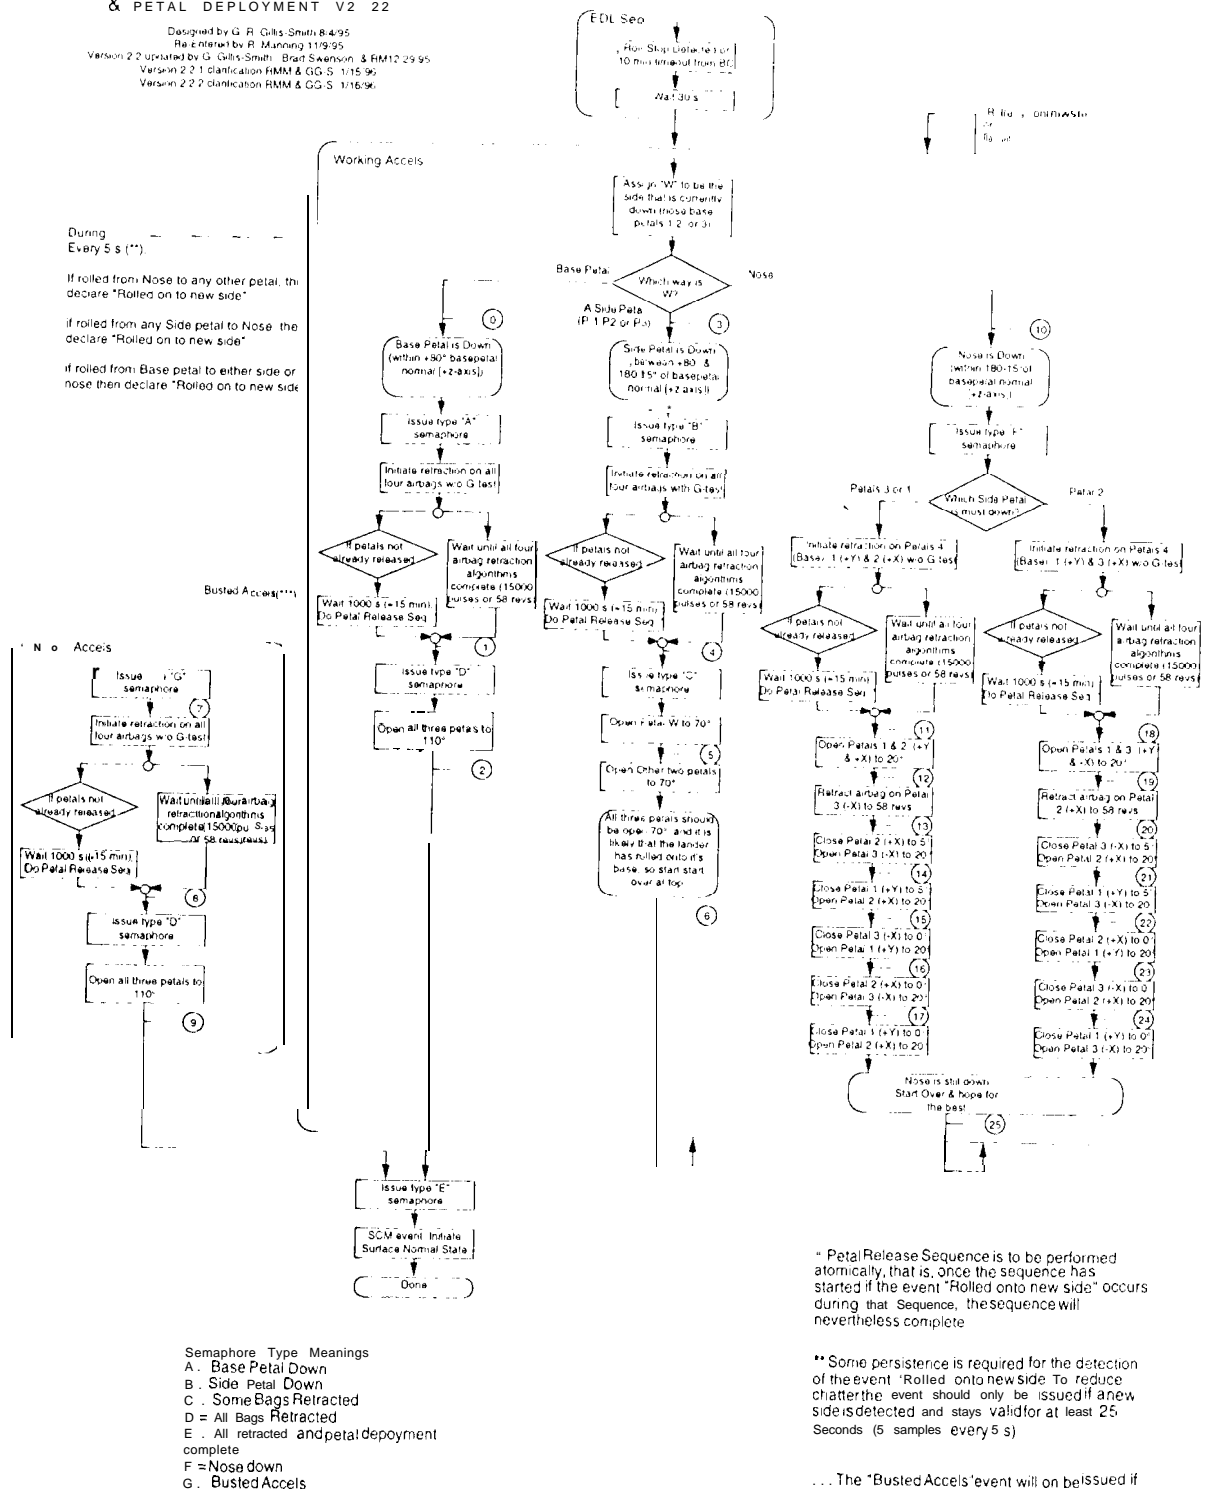 & PETAL DEPLOYMENT V2 22
Designed by G. R. Gillis-Smith 8/4/95
Re-Entered by R. Manning 11/9/95
Version 2.2 updated by G. Gillis-Smith Brad Swenson & RM12-29-95
Version 2.2.1 clarification RMM & GG-S 1/15/96
Version 2.2.2 clarification RMM & GG-S 1/16/96
EDL Seq
Roll Stop Detected or
10 min timeout from BC
Wait 30 s
Working Accels
Assign "W" to be the
side that is currently
down (nose base
petals 1 2 or 3)
During
Every 5 s (**).
If rolled from Nose to any other petal, the
declare "Rolled on to new side"
if rolled from any Side petal to Nose the
declare "Rolled on to new side"
if rolled from Base petal to either side or
nose then declare "Rolled on to new side
Which way is
W?
Base Petal
Nose
A Side Petal
(P 1 P2 or P3)
0
Base Petal is Down
(within +80° basepetal
normal [+z-axis])
Issue type "A"
semaphore
Initiate retraction on all
four airbags w/o G-test
If petals not
already released
Wait until all four
airbag retraction
algorithms
complete (15000
pulses or 58 revs)
Wait 1000 s (~15 min).
Do Petal Release Seq
1
Issue type "D"
semaphore
Open all three petals to
110°
2
3
Side Petal is Down
between +80 &
180-15° of basepetal
normal (+z axis))
Issue type "B"
semaphore
Initiate retraction on all
four airbags with G-test
If petals not
already released
Wait until all four
airbag retraction
algorithms
complete (15000
pulses or 58 revs)
Wait 1000 s (~15 min)
Do Petal Release Seq
4
Issue type "C"
semaphore
Open Petal W to 70°
5
Open Other two petals
to 70°
All three petals should
be open 70° and it is
likely that the lander
has rolled onto it's
base, so start start
over at top
6
10
Nose is Down
(within 180-15°of
basepetal normal
[+z-axis])
Issue type "F"
semaphore
Which Side Petal
is must down?
Petals 3 or 1
Petal 2
Initiate retraction on Petals 4
(Base) 1 (+Y) & 2 (+X) w/o G test
If petals not
already released
Wait until all four
airbag retraction
algorithms
complete (15000
pulses or 58 revs)
Wait 1000 s (~15 min)
Do Petal Release Seq
11
Open Petals 1 & 2 (+Y
& +X) to 20°
12
Retract airbag on Petal
3 (-X) to 58 revs
13
Close Petal 2 (+X) to 5°
Open Petal 3 (-X) to 20
14
Close Petal 1 (+Y) to 5°
Open Petal 2 (+X) to 20°
15
Close Petal 3 (-X) to 0°
Open Petal 1 (+Y) to 20°
16
Close Petal 2 (+X) to 0°
Open Petal 3 (-X) to 20°
17
Close Petal 1 (+Y) to 0°
Open Petal 2 (+X) to 20
Initiate retraction on Petals 4
(Base) 1 (+Y) & 3 (+X) w/o G-test
If petals not
already released
Wait until all four
airbag retraction
algorithms
complete (15000
pulses or 58 revs)
Wait 1000 s (~15 min)
Do Petal Release Seq
18
Open Petals 1 & 3 (+Y
& -X) to 20°
19
Retract airbag on Petal
2 (+X) to 58 revs
20
Close Petal 3 (-X) to 5°
Open Petal 2 (+X) to 20
21
Close Petal 1 (+Y) to 5°
Open Petal 3 (-X) to 20
22
Close Petal 2 (+X) to 0°
Open Petal 1 (+Y) to 20
23
Close Petal 3 (-X) to 0
Open Petal 2 (+X) to 20
24
Close Petal 1 (+Y) to 0°
Open Petal 3 (-X) to 20
Nose is still down
Start Over & hope for
the best
25
Busted Accels(***)
No Accels
Issue "G"
semaphore
7
Initiate retraction on all
four airbags w/o G-test
If petals not
already released
Wait until all four airbag
retraction algorithms
complete (15000
or 58 revs
Wait 1000 s (~15 min)
Do Petal Release Seq
8
Issue type "D"
semaphore
Open all three petals to
110°
9
Issue type "E"
semaphore
SCM event Initiate
Surface Normal State
Done
Semaphore Type Meanings
A . Base Petal Down
B . Side Petal Down
C . Some Bags Retracted
D = All Bags Retracted
E . All retracted and petal depoyment
complete
F = Nose down
G . Busted Accels
" Petal Release Sequence is to be performed
atomically, that is, once the sequence has
started if the event "Rolled onto new side" occurs
during that Sequence, the sequence will
nevertheless complete
** Some persistence is required for the detection
of the event 'Rolled onto new side To reduce
chatter the event should only be issued if a new
side is detected and stays valid for at least 25
Seconds (5 samples every 5 s)
... The "Busted Accels 'event will on be issued if